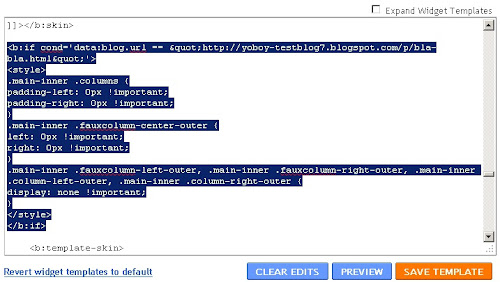 Expand Widget Templates
]]></b:skin>
<b:if cond='data:blog.url == &quot;http://yoboy-testblog7.blogspot.com/p/bla-
bla.html&quot;'>
<style>
.main-inner .columns {
padding-left: 0px !important;
padding-right: 0px !important;
}
.main-inner .fauxcolumn-center-outer {
left: 0px !important;
right: 0px !important;
}
.main-inner .fauxcolumn-left-outer, .main-inner .fauxcolumn-right-outer, .main-inner
.column-left-outer, .main-inner .column-right-outer {
display: none !important;
}
</style>
</b:if>
<b:template-skin>
Revert widget templates to default CLEAR EDITS PREVIEW SAVE TEMPLATE